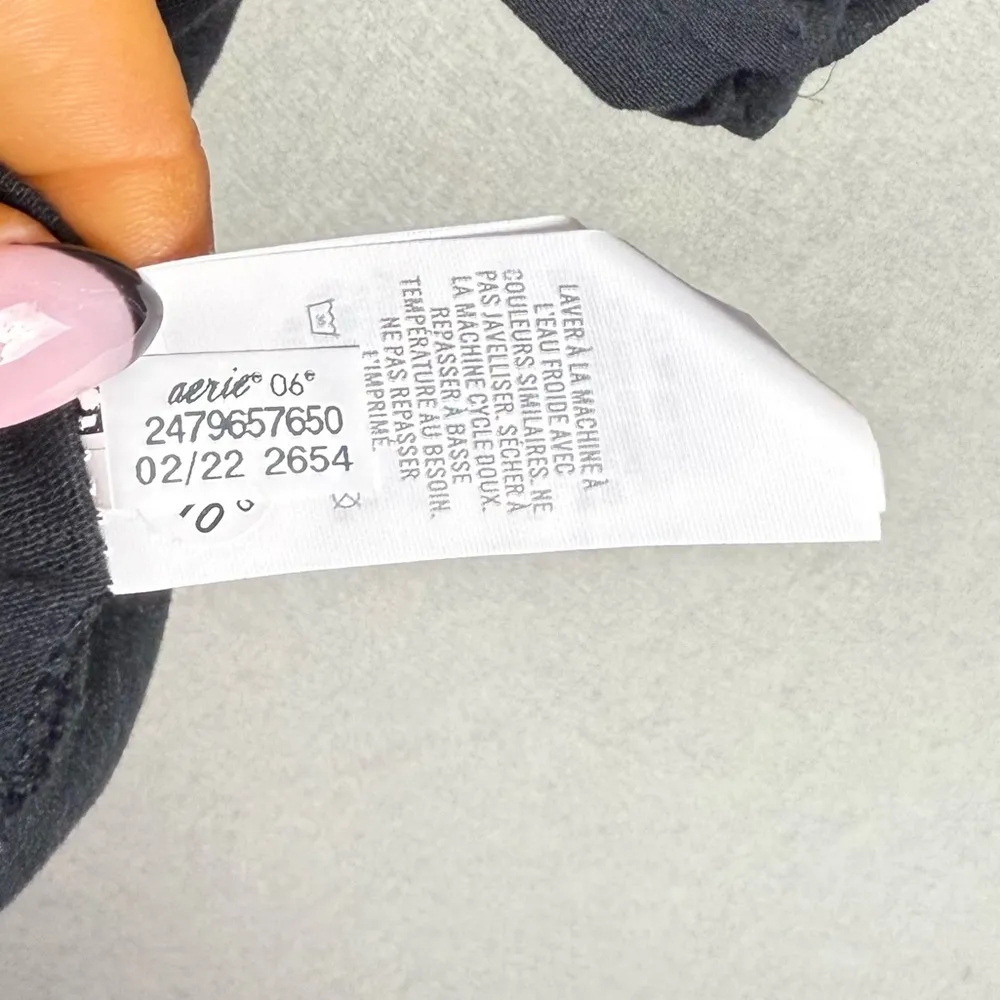 aerie® 06®
2479657650
02/22 2654
LAVER À LA MACHINE À
L'EAU FROIDE AVEC
COULEURS SIMILAIRES. NE
PAS JAVELLISER. SÉCHER À
LA MACHINE CYCLE DOUX.
REPASSER À BASSE
TEMPÉRATURE AU BESOIN.
NE PAS REPASSER
L'IMPRIMÉ.